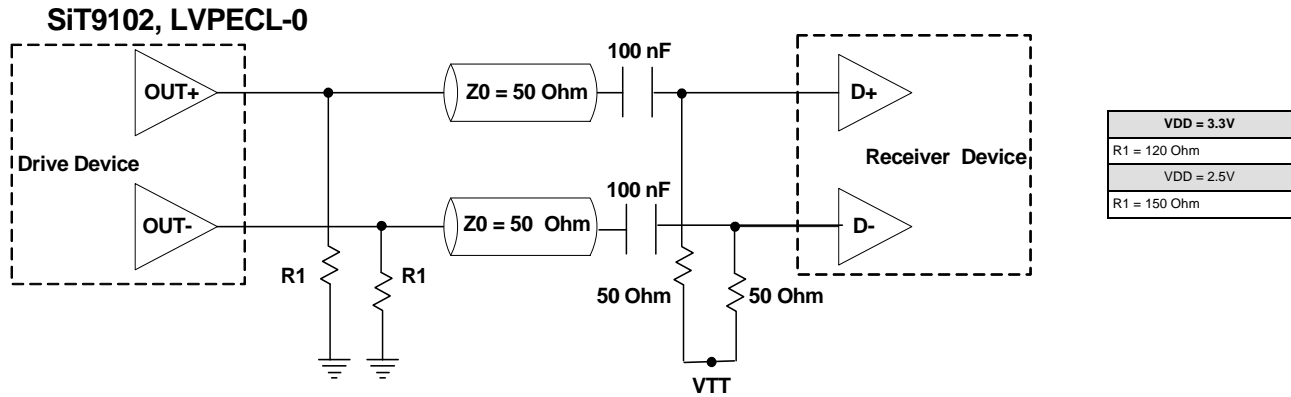 SiT9102, LVPECL-0
100 nF
OUT+
Z0 = 50 Ohm
D+
Drive Device
Receiver Device
100 nF
OUT-
Z0 = 50 Ohm
D-
R1
R1
50 Ohm
50 Ohm
VTT
VDD = 3.3V
R1 = 120 Ohm
VDD = 2.5V
R1 = 150 Ohm